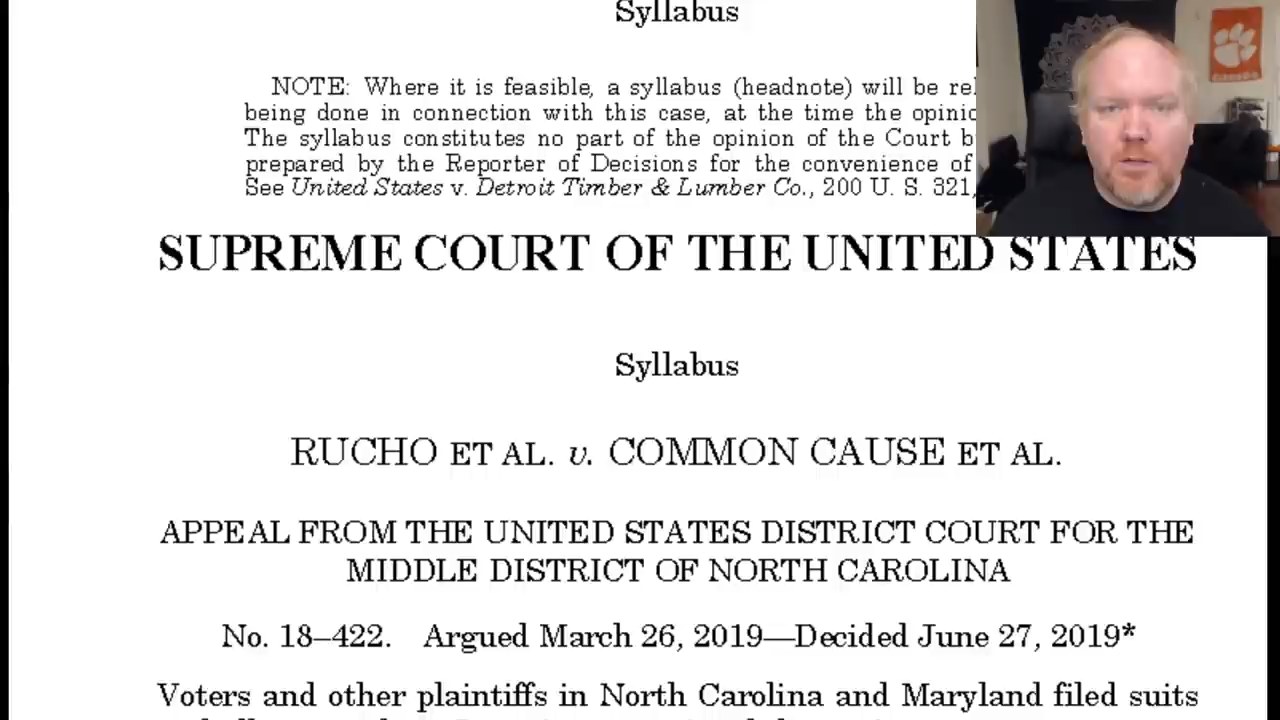 Syllabus
NOTE: Where it is feasible, a syllabus (headnote) will be
being done in connection with this case, at the time the
The syllabus constitutes no part of the opinion of the Court
prepared by the Reporter of Decisions for the convenience of
See United States v. Detroit Timber & Lumber Co., 200 U. S. 321,
SUPREME COURT OF THE UNITED STATES
Syllabus
RUCHO ET AL. v. COMMON CAUSE ET AL.
APPEAL FROM THE UNITED STATES DISTRICT COURT FOR THE
MIDDLE DISTRICT OF NORTH CAROLINA
No. 18–422. Argued March 26, 2019—Decided June 27, 2019*
Voters and other plaintiffs in North Carolina and Maryland filed suits